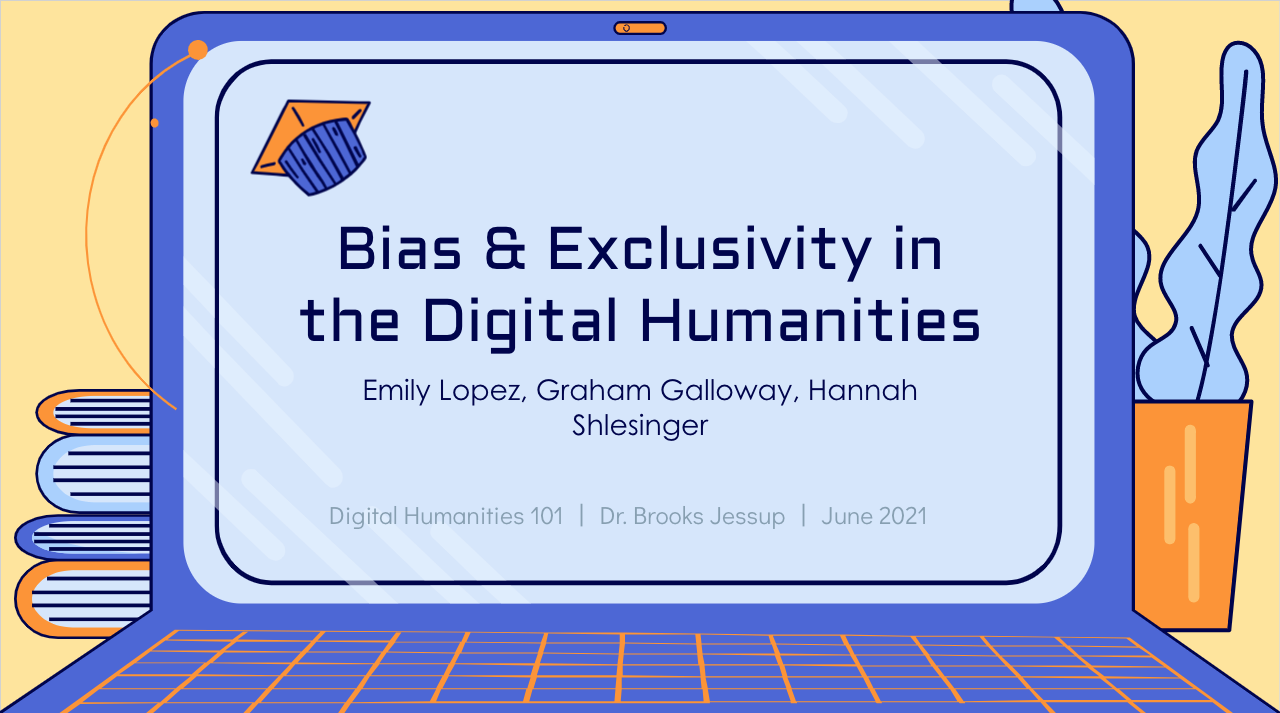 Bias & Exclusivity in
the Digital Humanities
Emily Lopez, Graham Galloway, Hannah
Shlesinger
Digital Humanities 101 | Dr. Brooks Jessup | June 2021